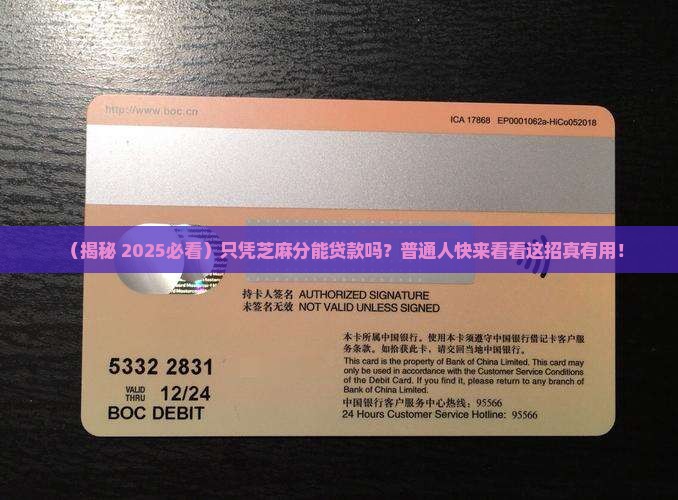 http://www.boc.cn
ICA 17868 EP0001062a-HiCo052018
（揭秘 2025必看）只凭芝麻分能贷款吗？普通人快来看看这招真有用！
持卡人签名 AUTHORIZED SIGNATURE
未签名无效 NOT VALID UNLESS SIGNED
本卡所属中国银行。使用本卡须遵守中国银行借记卡客户服
务条款。如拾获此卡，请交回当地中国银行。
This card is the property of Bank of China Limited. This card may
only be used in accordance with the Customer Service Conditions
of the Debit Card. If you find it, please return to any branch of
Bank of China Limited.
中国银行客户服务中心热线：95566
24 Hours Customer Service Hotline: 95566
5332 2831
VALID
THRU 12/24
BOC DEBIT